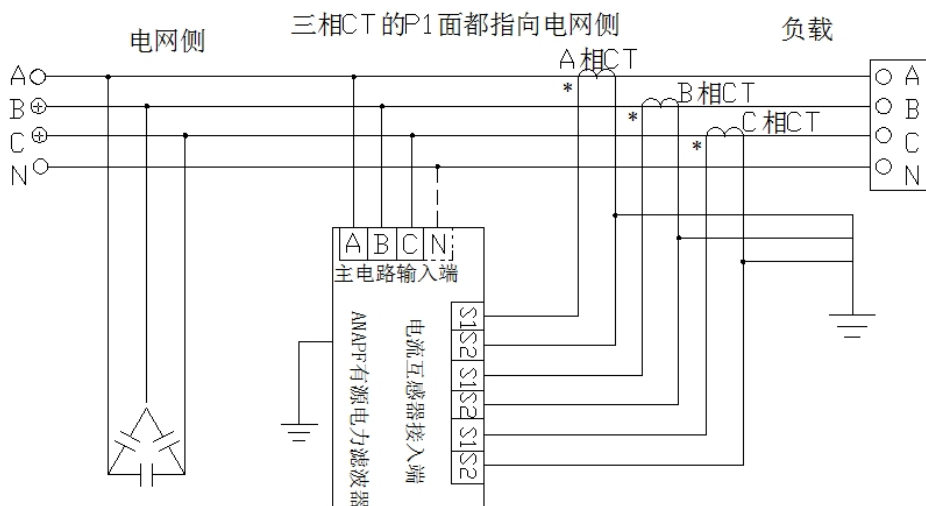 三相CT的P1面都指向电网侧
电网侧
负载
A相CT
A
A
*
B相CT
B
B
*
C相CT
C
C
*
N
N
A B C N
主电路输入端
ANAPF有源电力滤波器
电流互感器接入端
S1
S2
S1
S2
S1
S2